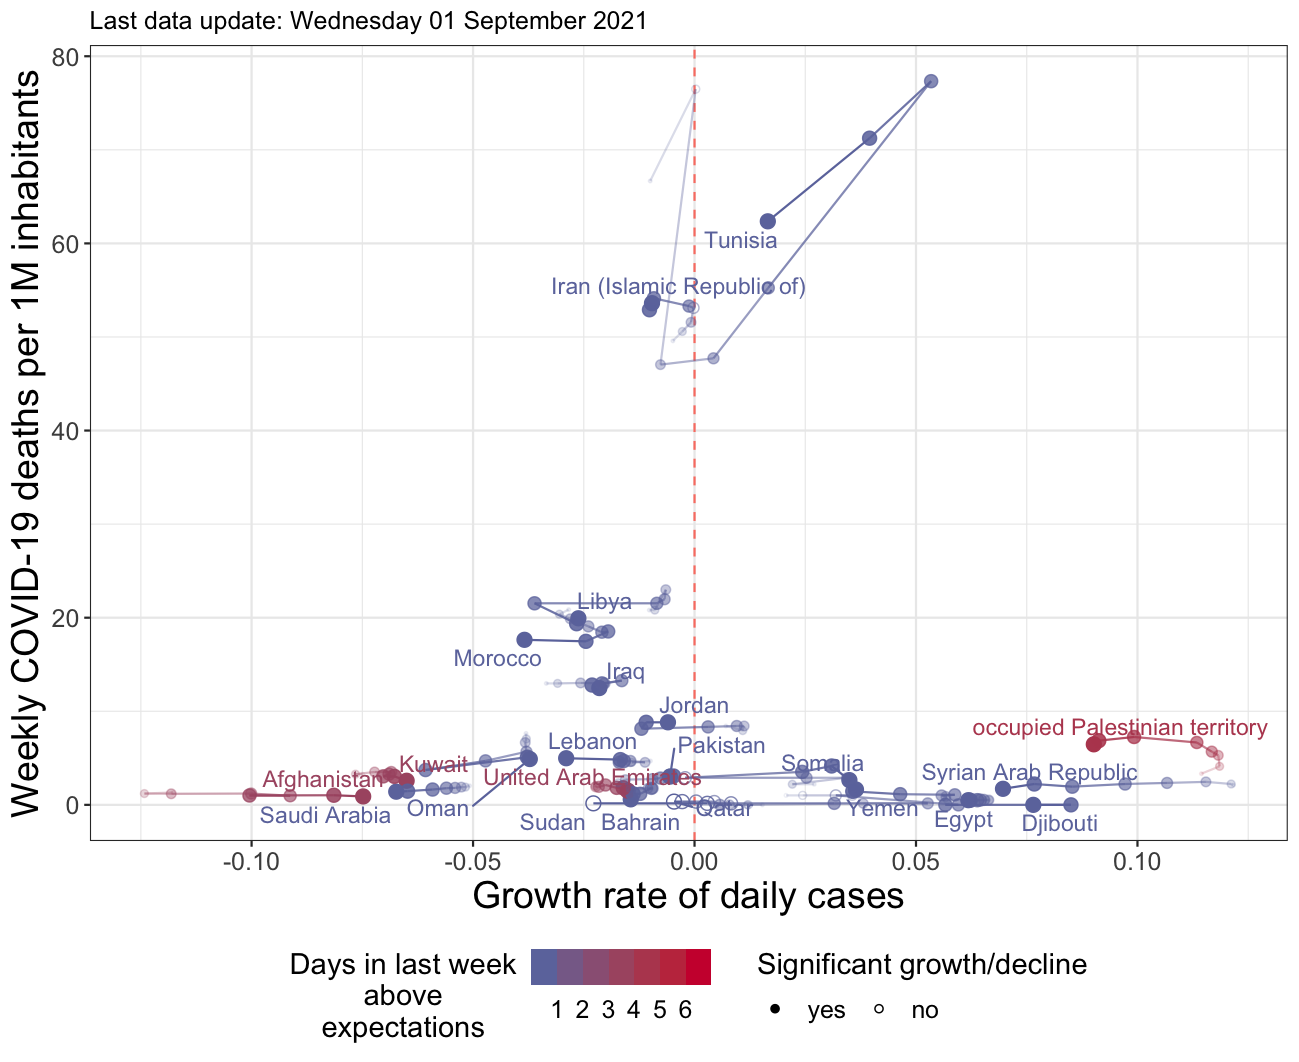 Last data update: Wednesday 01 September 2021
80
60
40
20
0
Weekly COVID-19 deaths per 1M inhabitants
Tunisia
Iran (Islamic Republic of)
Libya
Morocco
Iraq
Jordan
occupied Palestinian territory
Lebanon
Pakistan
Kuwait
Somalia
Afghanistan
United Arab Emirates
Syrian Arab Republic
Saudi Arabia
Oman
Sudan
Bahrain
Qatar
Yemen
Egypt
Djibouti
-0.10
-0.05
0.00
0.05
0.10
Growth rate of daily cases
Days in last week
above
expectations
1 2 3 4 5 6
Significant growth/decline
yes
no